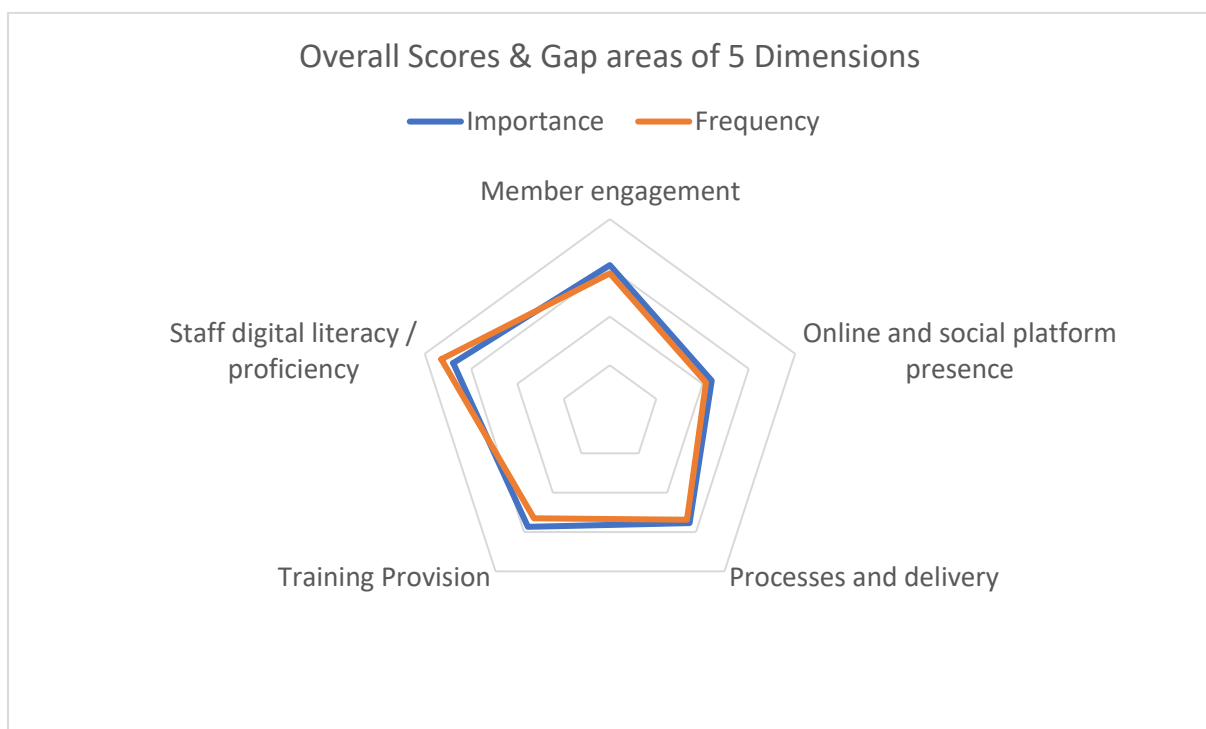 Overall Scores & Gap areas of 5 Dimensions
Importance Frequency
Member engagement
Online and social platform
presence
Staff digital literacy /
proficiency
Training Provision
Processes and delivery